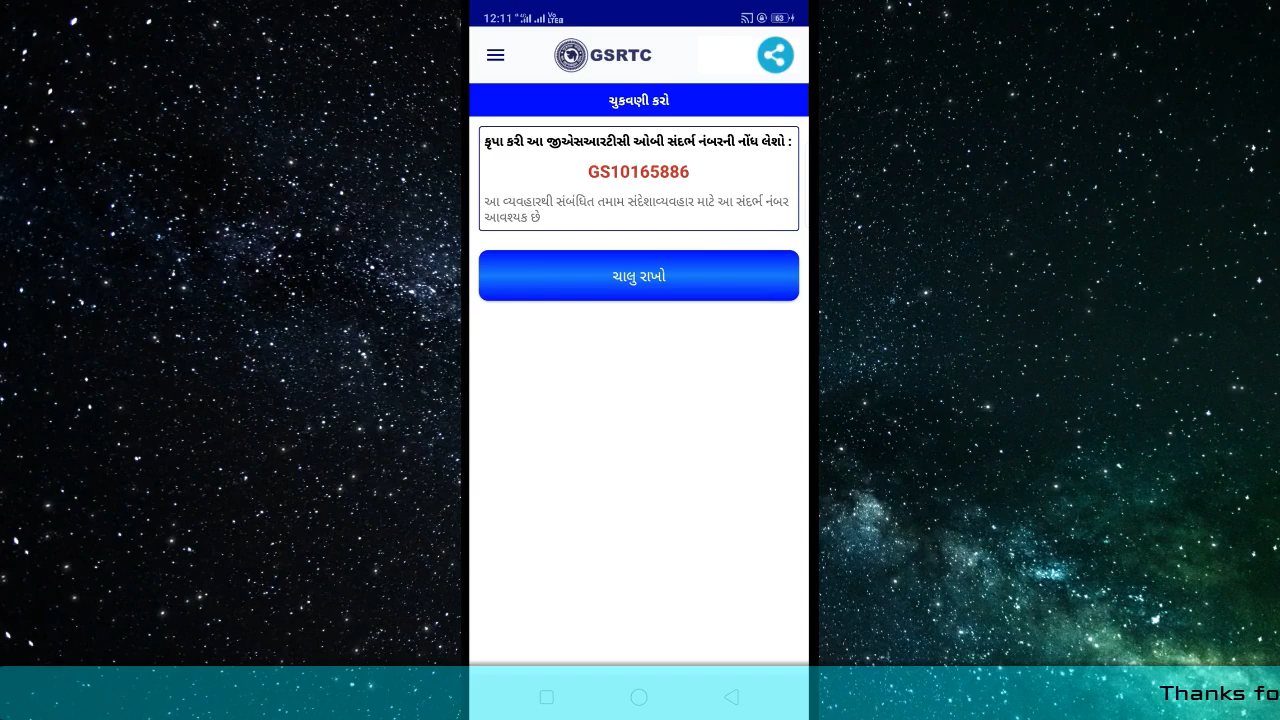 12:11
63
GSRTC
ચુકવણી કરો
કૃપા કરી આ જીએસઆરટીસી ઓબી સંદર્ભ નંબરની નોંધ લેશો :
GS10165886
આ વ્યવહારથી સંબંધિત તમામ સંદેશાવ્યવહાર માટે આ સંદર્ભ નંબર
આવશ્યક છે
ચાલુ રાખો
Thanks fo